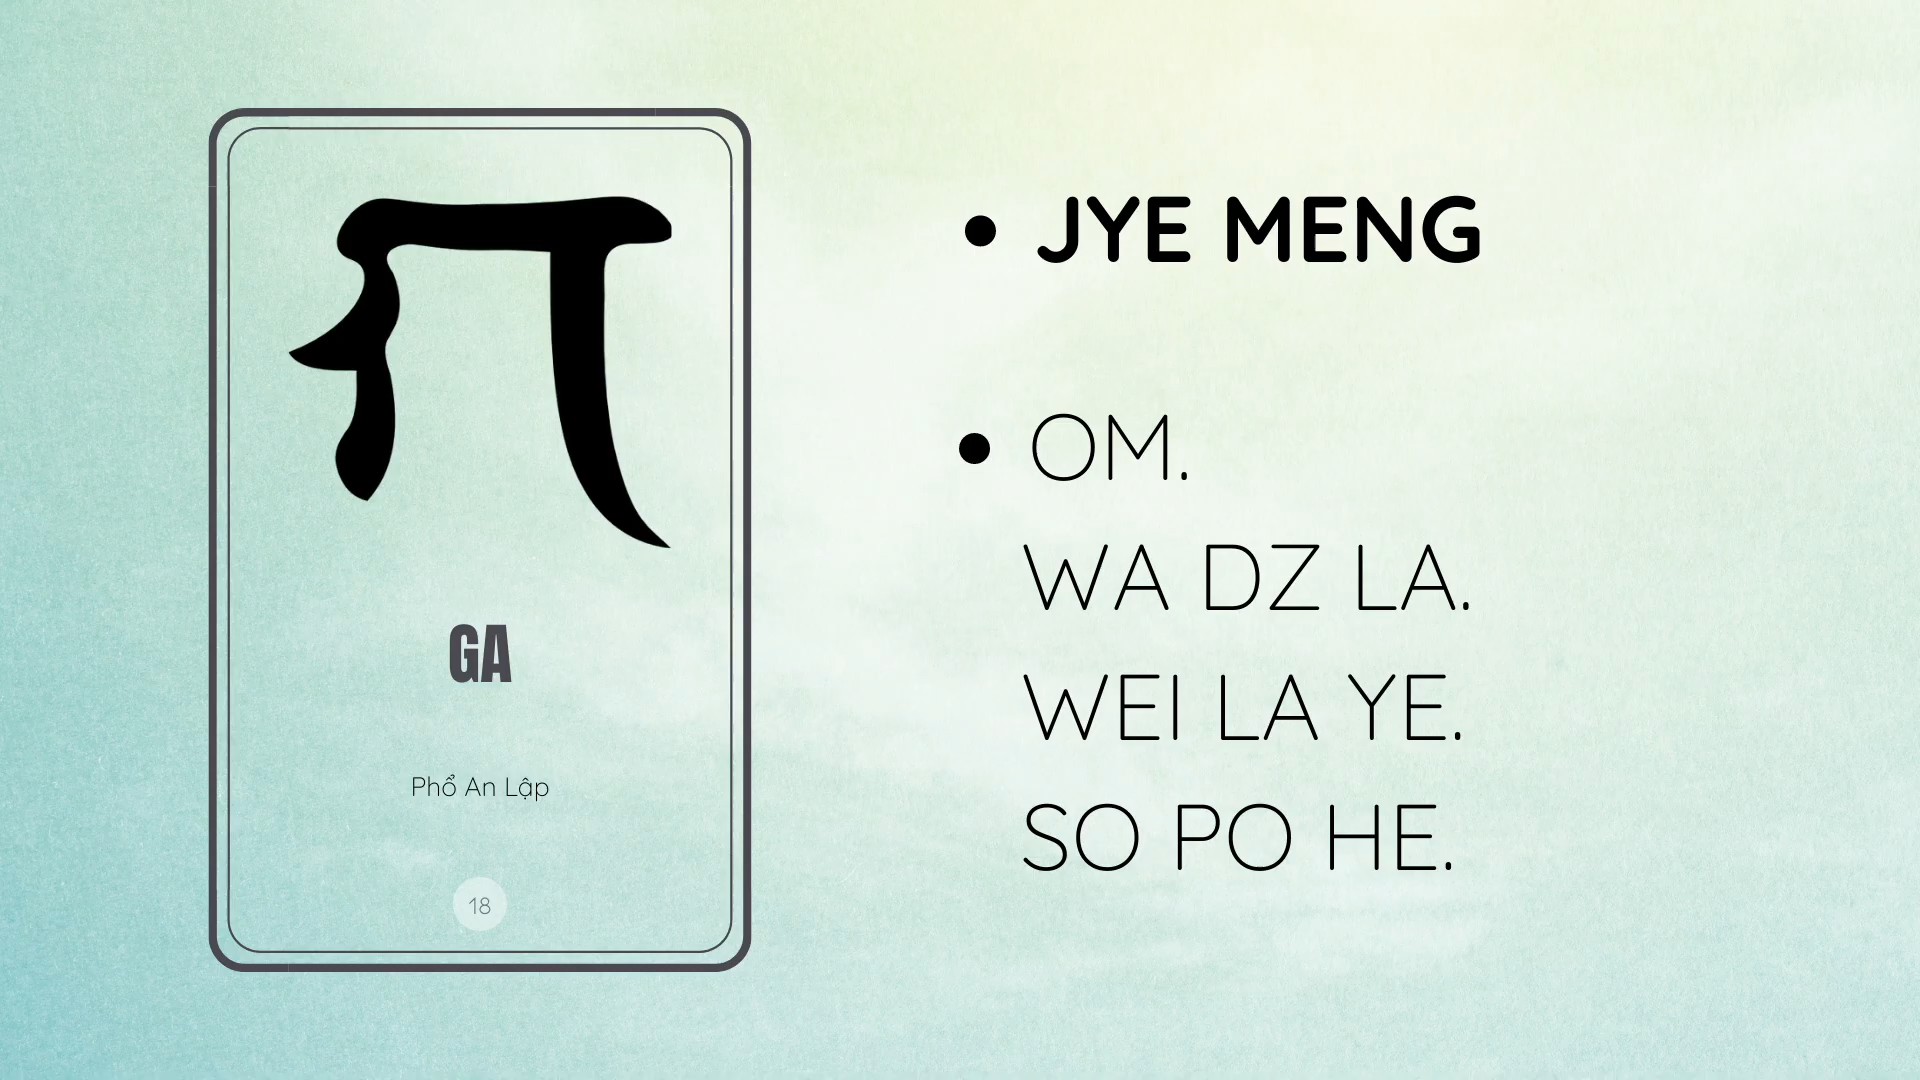 𑖐
GA
Phổ An Lập
18
• JYE MENG
• OM.
WA DZ LA.
WEI LA YE.
SO PO HE.